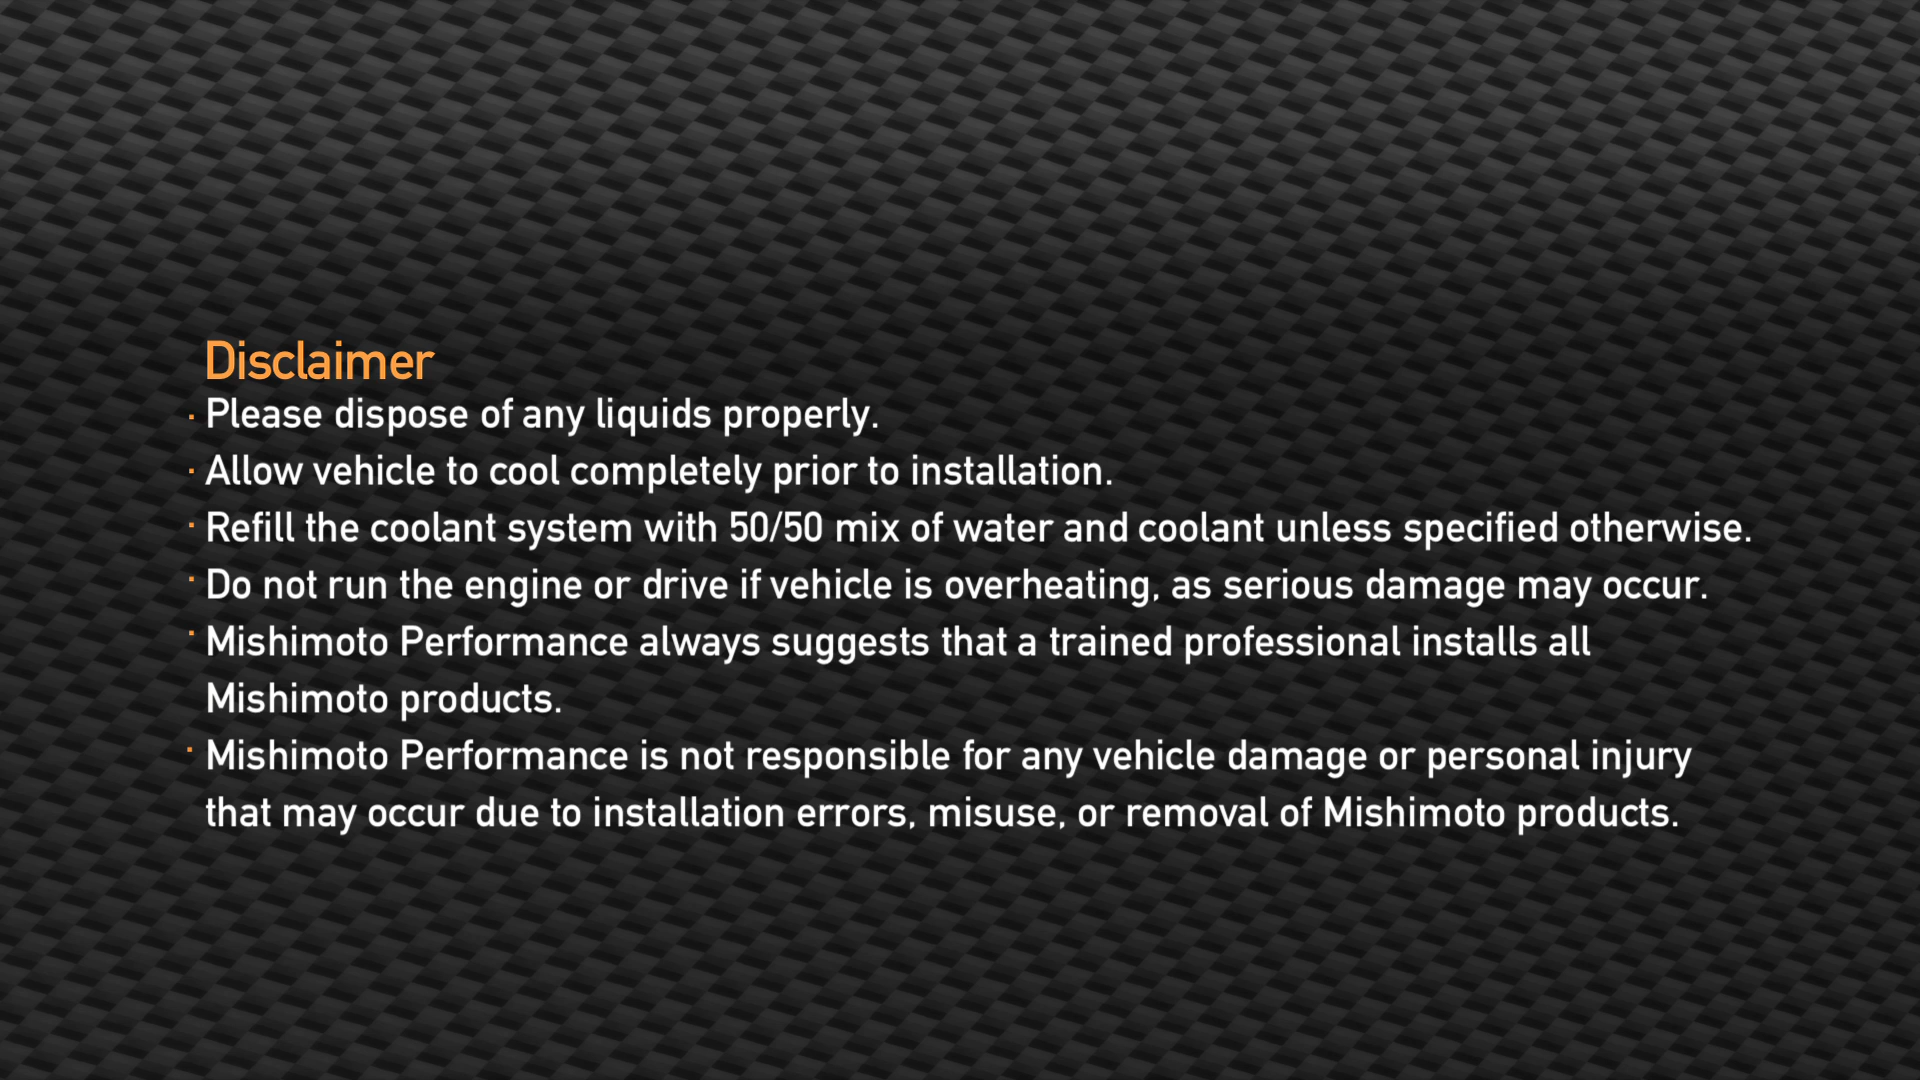 Disclaimer
· Please dispose of any liquids properly.
· Allow vehicle to cool completely prior to installation.
· Refill the coolant system with 50/50 mix of water and coolant unless specified otherwise.
· Do not run the engine or drive if vehicle is overheating, as serious damage may occur.
· Mishimoto Performance always suggests that a trained professional installs all
Mishimoto products.
· Mishimoto Performance is not responsible for any vehicle damage or personal injury
that may occur due to installation errors, misuse, or removal of Mishimoto products.